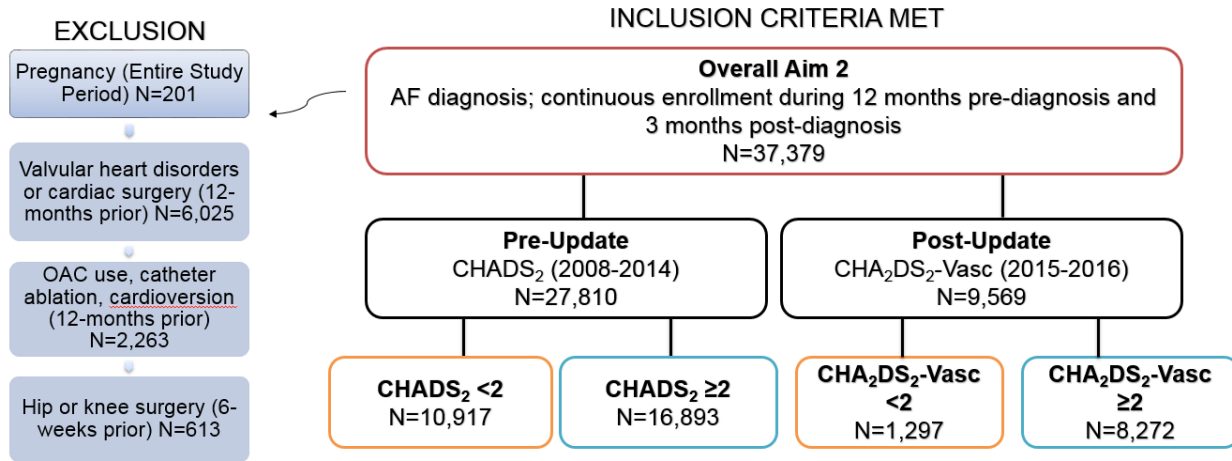 EXCLUSION
Pregnancy (Entire Study
Period) N=201
Valvular heart disorders
or cardiac surgery (12-
months prior) N=6,025
OAC use, catheter
ablation, cardioversion
(12-months prior)
N=2,263
Hip or knee surgery (6-
weeks prior) N=613
INCLUSION CRITERIA MET
Overall Aim 2
AF diagnosis; continuous enrollment during 12 months pre-diagnosis and
3 months post-diagnosis
N=37,379
Pre-Update
CHADS₂ (2008-2014)
N=27,810
Post-Update
CHA₂DS₂-Vasc (2015-2016)
N=9,569
CHADS₂ <2
N=10,917
CHADS₂ ≥2
N=16,893
CHA₂DS₂-Vasc
<2
N=1,297
CHA₂DS₂-Vasc
≥2
N=8,272